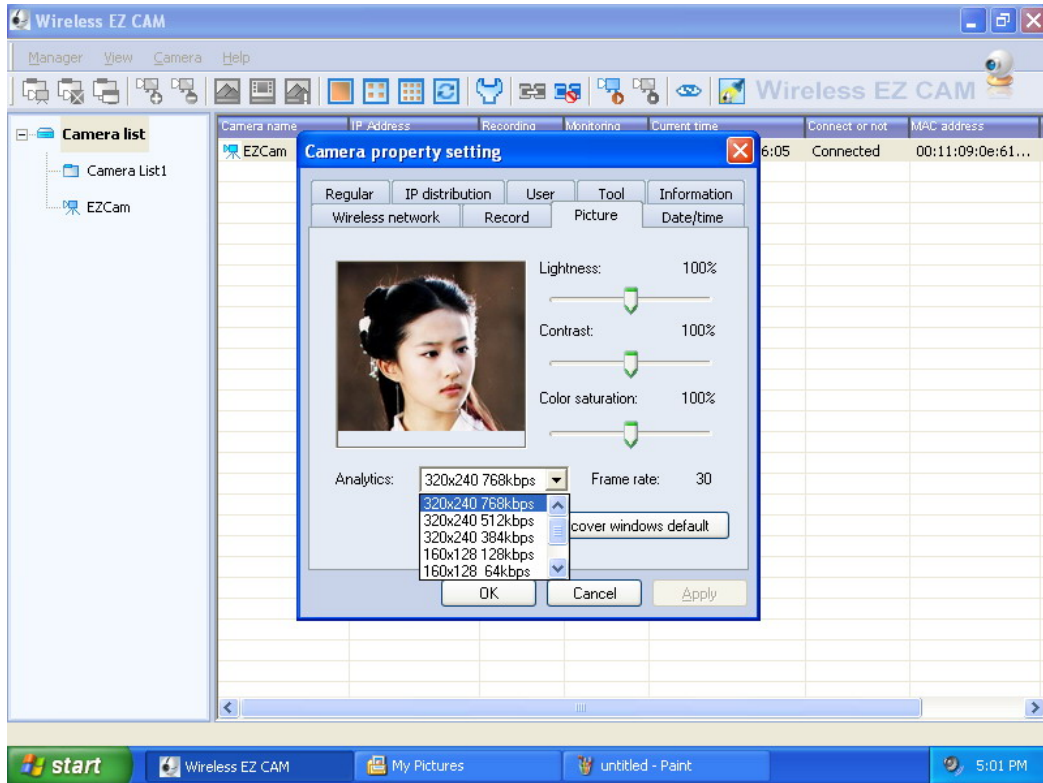 Wireless EZ CAM
Manager View Camera Help
Wireless EZ CAM
Camera list
Camera List1
EZCam
Camera name IP Address Recording Monitoring Current time Connect or not MAC address
EZCam 6:05 Connected 00:11:09:0e:61...
Camera property setting
Regular IP distribution User Tool Information
Wireless network Record Picture Date/time
Lightness: 100%
Contrast: 100%
Color saturation: 100%
Analytics: 320x240 768kbps Frame rate: 30
320x240 768kbps
320x240 512kbps
320x240 384kbps
160x128 128kbps
160x128 64kbps
cover windows default
OK Cancel Apply
start Wireless EZ CAM My Pictures untitled - Paint 5:01 PM